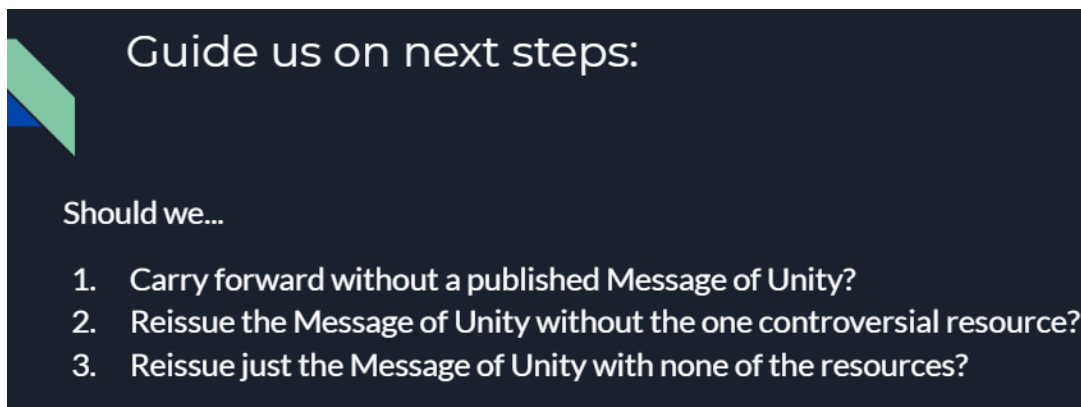 Guide us on next steps:
Should we...
1. Carry forward without a published Message of Unity?
2. Reissue the Message of Unity without the one controversial resource?
3. Reissue just the Message of Unity with none of the resources?